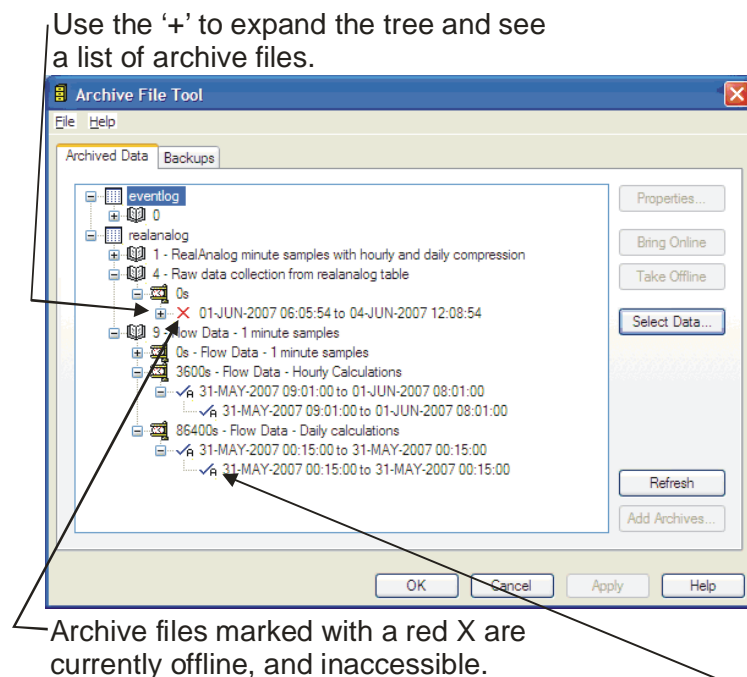 Use the ‘+’ to expand the tree and see
a list of archive files.
Archive File Tool
File Help
Archived Data Backups
eventlog
0
realanalog
1 - RealAnalog minute samples with hourly and daily compression
4 - Raw data collection from realanalog table
0s
01-JUN-2007 06:05:54 to 04-JUN-2007 12:08:54
9 - Flow Data - 1 minute samples
0s - Flow Data - 1 minute samples
3600s - Flow Data - Hourly Calculations
31-MAY-2007 09:01:00 to 01-JUN-2007 08:01:00
31-MAY-2007 09:01:00 to 01-JUN-2007 08:01:00
86400s - Flow Data - Daily calculations
31-MAY-2007 00:15:00 to 31-MAY-2007 00:15:00
31-MAY-2007 00:15:00 to 31-MAY-2007 00:15:00
Properties...
Bring Online
Take Offline
Select Data...
Refresh
Add Archives...
OK Cancel Apply Help
Archive files marked with a red X are
currently offline, and inaccessible.